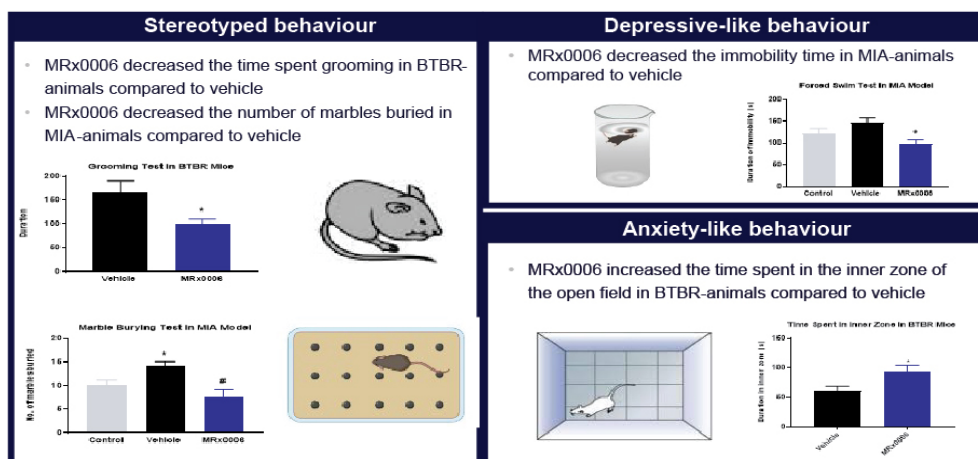 Stereotyped behaviour
MRx0006 decreased the time spent grooming in BTBR-
animals compared to vehicle
MRx0006 decreased the number of marbles buried in
MIA-animals compared to vehicle
Grooming Test in BTBR Mice
Duration
200
150
100
50
0
*
Vehicle
MRx0006
Marble Burying Test in MIA Model
No. of marbles buried
15
10
5
0
*
#
Control
Vehicle
MRx0006
Depressive-like behaviour
MRx0006 decreased the immobility time in MIA-animals
compared to vehicle
Forced Swim Test in MIA Model
Duration of immobility [s]
200
150
100
50
0
*
Control
Vehicle
MRx0006
Anxiety-like behaviour
MRx0006 increased the time spent in the inner zone of
the open field in BTBR-animals compared to vehicle
Time Spent in Inner Zone in BTBR Mice
Duration in inner zone [s]
150
100
50
0
Vehicle
MRx0006